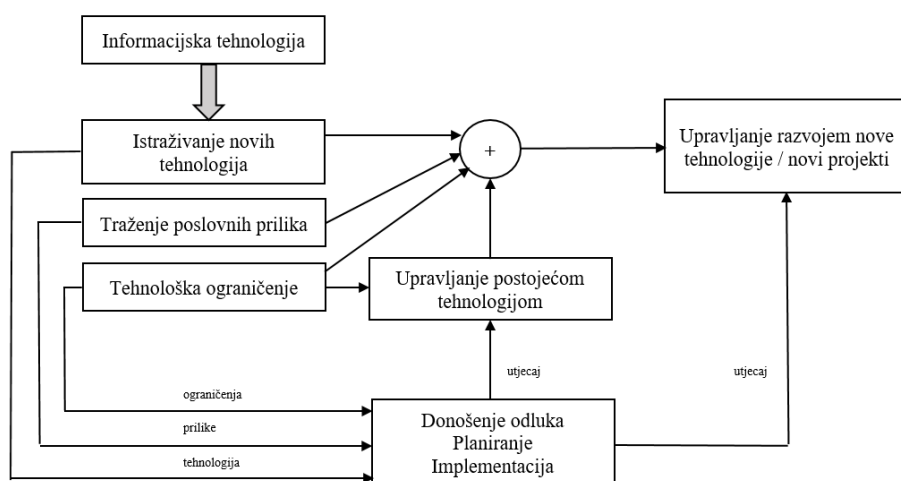 Informacijska tehnologija
Istraživanje novih
tehnologija
+
Upravljanje razvojem nove
tehnologije / novi projekti
Traženje poslovnih prilika
Tehnološka ograničenje
Upravljanje postojećom
tehnologijom
utjecaj
utjecaj
ograničenja
prilike
tehnologija
Donošenje odluka
Planiranje
Implementacija